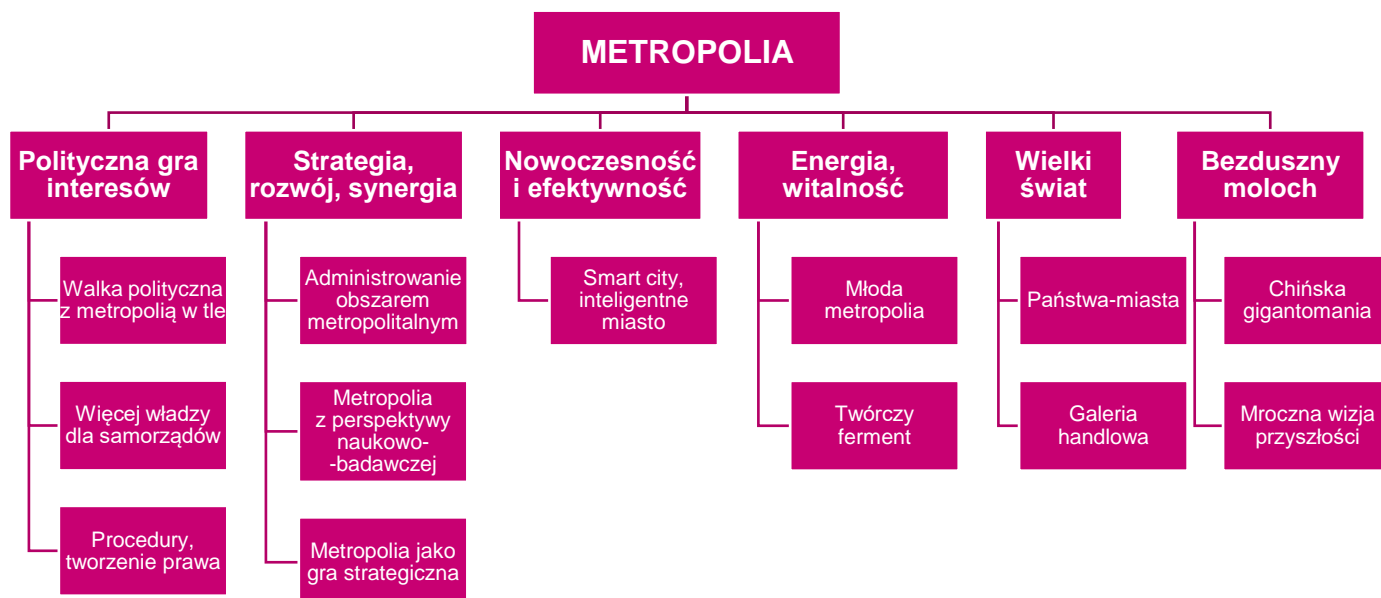 METROPOLIA
Polityczna gra
interesów
Walka polityczna
z metropolią w tle
Więcej władzy
dla samorządów
Procedury,
tworzenie prawa
Strategia,
rozwój, synergia
Administrowanie
obszarem
metropolitalnym
Metropolia
z perspektywy
naukowo-
-badawczej
Metropolia jako
gra strategiczna
Nowoczesność
i efektywność
Smart city,
inteligentne
miasto
Energia,
witalność
Młoda
metropolia
Twórczy
ferment
Wielki
świat
Państwa-miasta
Galeria
handlowa
Bezduszny
moloch
Chińska
gigantomania
Mroczna wizja
przyszłości